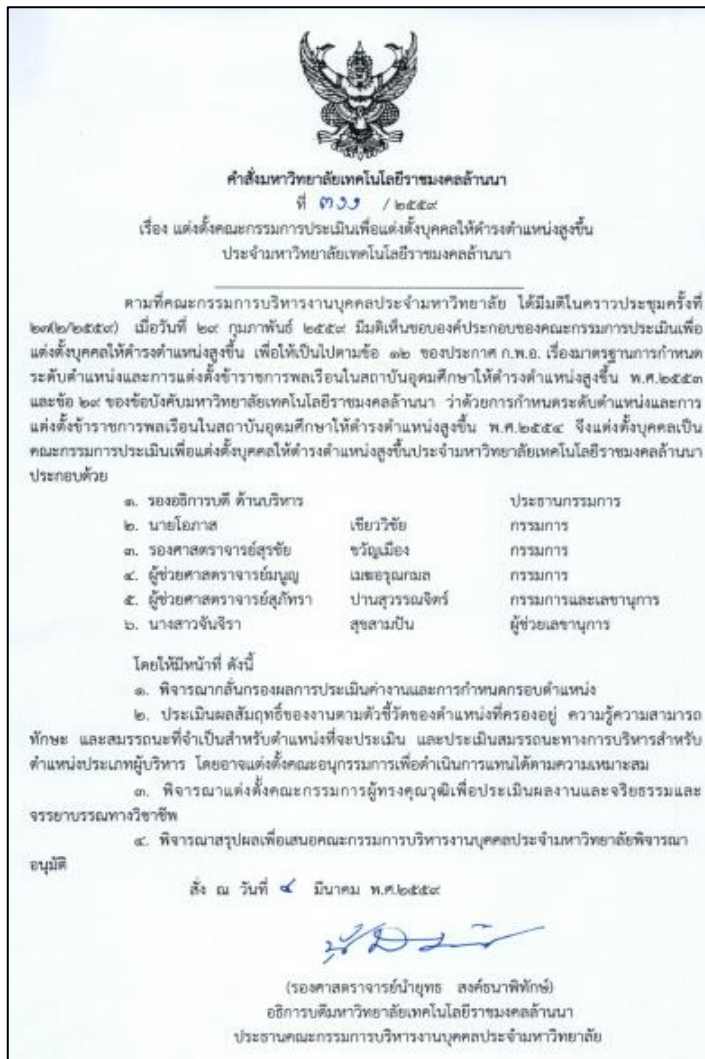 คำสั่งมหาวิทยาลัยเทคโนโลยีราชมงคลล้านนา
ที่ ๓๑๑ / ๒๕๕๙
เรื่อง แต่งตั้งคณะกรรมการประเมินเพื่อแต่งตั้งบุคคลให้ดำรงตำแหน่งสูงขึ้น
ประจำมหาวิทยาลัยเทคโนโลยีราชมงคลล้านนา
ตามที่คณะกรรมการบริหารงานบุคคลประจำมหาวิทยาลัย ได้มีมติในคราวประชุมครั้งที่
๒๓(๒/๒๕๕๙) เมื่อวันที่ ๒๙ กุมภาพันธ์ ๒๕๕๙ มีมติเห็นชอบองค์ประกอบของคณะกรรมการประเมินเพื่อ
แต่งตั้งบุคคลให้ดำรงตำแหน่งสูงขึ้น เพื่อให้เป็นไปตามข้อ ๑๒ ของประกาศ ก.พ.อ. เรื่องมาตรฐานการกำหนด
ระดับตำแหน่งและการแต่งตั้งข้าราชการพลเรือนในสถาบันอุดมศึกษาให้ดำรงตำแหน่งสูงขึ้น พ.ศ.๒๕๕๓
และข้อ ๒๙ ของข้อบังคับมหาวิทยาลัยเทคโนโลยีราชมงคลล้านนา ว่าด้วยการกำหนดระดับตำแหน่งและการ
แต่งตั้งข้าราชการพลเรือนในสถาบันอุดมศึกษาให้ดำรงตำแหน่งสูงขึ้น พ.ศ.๒๕๕๔ จึงแต่งตั้งบุคคลเป็น
คณะกรรมการประเมินเพื่อแต่งตั้งบุคคลให้ดำรงตำแหน่งสูงขึ้นประจำมหาวิทยาลัยเทคโนโลยีราชมงคลล้านนา
ประกอบด้วย
๑. รองอธิการบดี ด้านบริหาร ประธานกรรมการ
๒. นายโอภาส เขียววิชัย กรรมการ
๓. รองศาสตราจารย์สุรชัย ขวัญเมือง กรรมการ
๔. ผู้ช่วยศาสตราจารย์มนูญ เมฆอรุณกมล กรรมการ
๕. ผู้ช่วยศาสตราจารย์สุภัทรา ปานสุวรรณจิตร์ กรรมการและเลขานุการ
๖. นางสาวจันจิรา สุขสามปัน ผู้ช่วยเลขานุการ
โดยให้มีหน้าที่ ดังนี้
๑. พิจารณากลั่นกรองผลการประเมินค่างานและการกำหนดกรอบตำแหน่ง
๒. ประเมินผลสัมฤทธิ์ของงานตามตัวชี้วัดของตำแหน่งที่ครองอยู่ ความรู้ความสามารถ
ทักษะ และสมรรถนะที่จำเป็นสำหรับตำแหน่งที่จะประเมิน และประเมินสมรรถนะทางการบริหารสำหรับ
ตำแหน่งประเภทผู้บริหาร โดยอาจแต่งตั้งคณะอนุกรรมการเพื่อดำเนินการแทนได้ตามความเหมาะสม
๓. พิจารณาแต่งตั้งคณะกรรมการผู้ทรงคุณวุฒิเพื่อประเมินผลงานและจริยธรรมและ
จรรยาบรรณทางวิชาชีพ
๔. พิจารณาสรุปผลเพื่อเสนอคณะกรรมการบริหารงานบุคคลประจำมหาวิทยาลัยพิจารณา
อนุมัติ
สั่ง ณ วันที่ ๔ มีนาคม พ.ศ.๒๕๕๙
(รองศาสตราจารย์นำยุทธ สงค์ธนาพิทักษ์)
อธิการบดีมหาวิทยาลัยเทคโนโลยีราชมงคลล้านนา
ประธานคณะกรรมการบริหารงานบุคคลประจำมหาวิทยาลัย